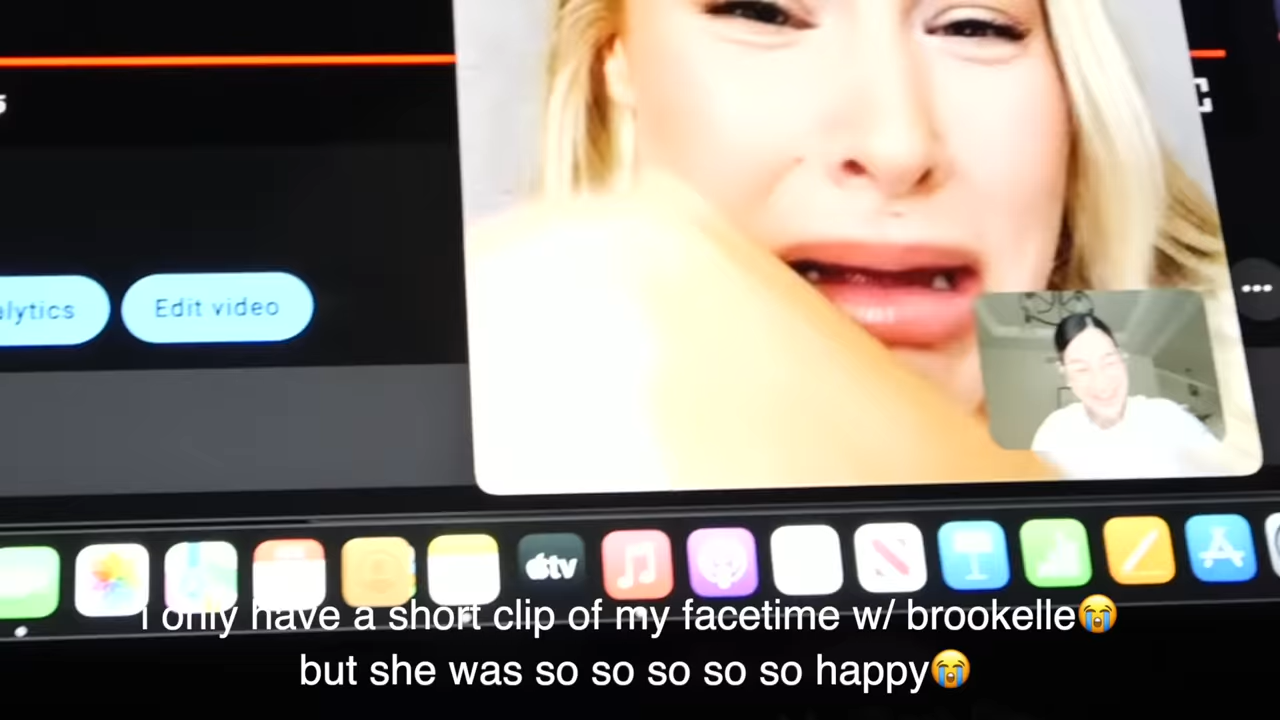 Edit video
tv
i only have a short clip of my facetime w/ brookelle😭
but she was so so so so so happy😭